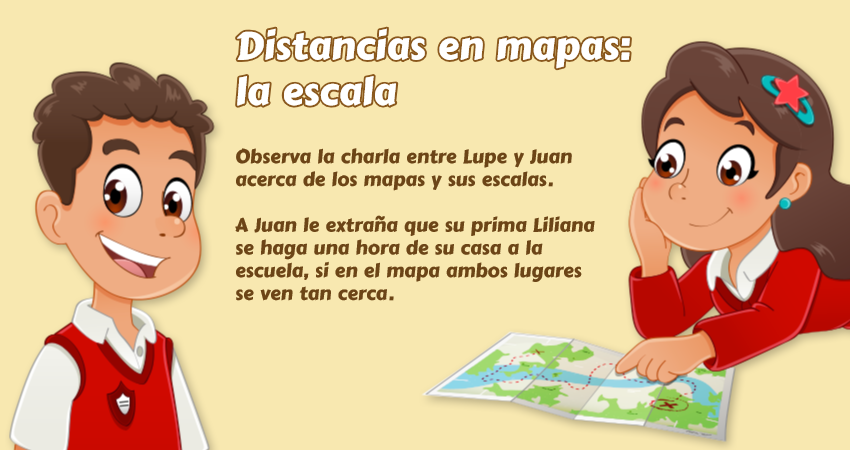 Distancias en mapas:
la escala
Observa la charla entre Lupe y Juan
acerca de los mapas y sus escalas.
A Juan le extraña que su prima Liliana
se haga una hora de su casa a la
escuela, si en el mapa ambos lugares
se ven tan cerca.